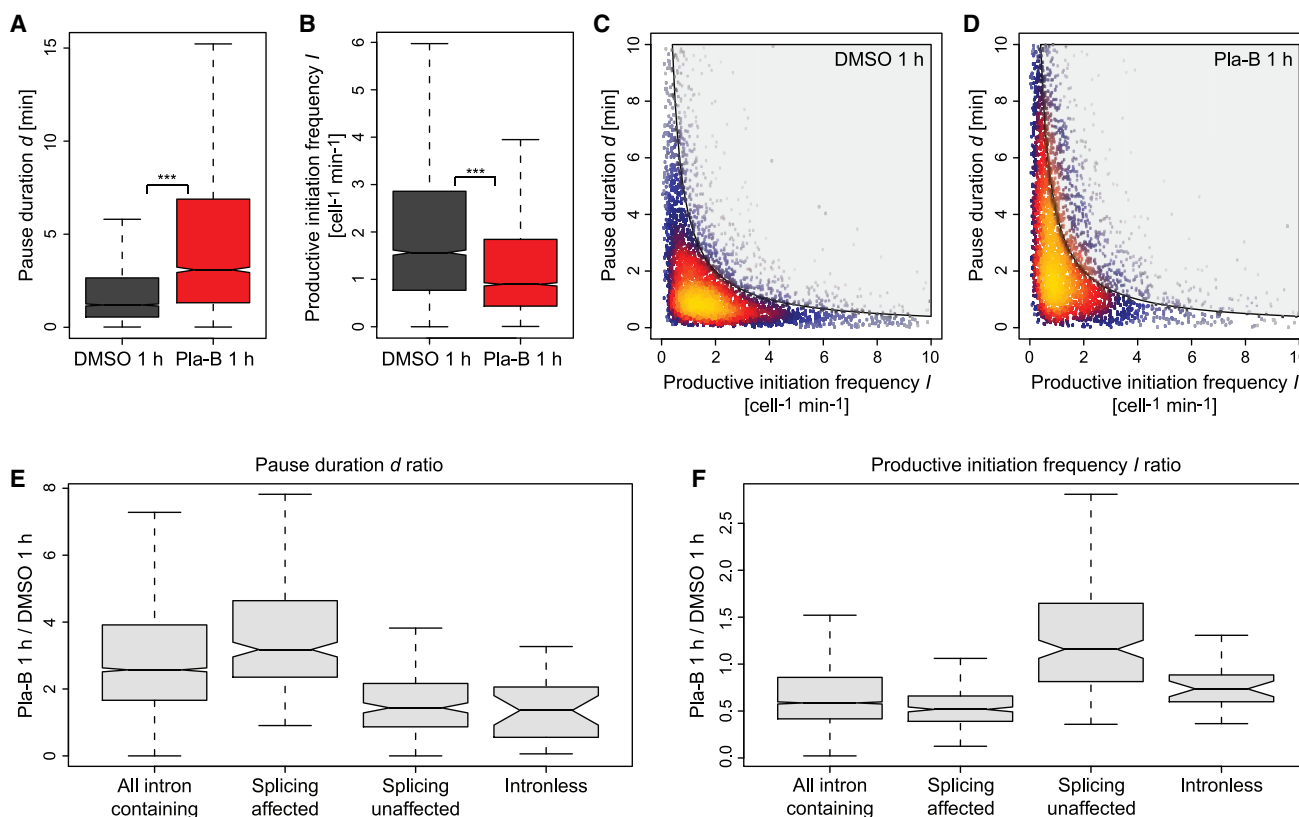 A
Pause duration d [min]
0
5
10
15
***
DMSO 1 h
Pla-B 1 h
B
Productive initiation frequency I
[cell-1 min-1]
0
1
2
3
4
5
6
***
DMSO 1 h
Pla-B 1 h
C
Pause duration d [min]
0
2
4
6
8
10
DMSO 1 h
0
2
4
6
8
10
Productive initiation frequency I
[cell-1 min-1]
D
Pause duration d [min]
0
2
4
6
8
10
Pla-B 1 h
0
2
4
6
8
10
Productive initiation frequency I
[cell-1 min-1]
E
Pause duration d ratio
Pla-B 1 h / DMSO 1 h
0
2
4
6
8
All intron
containing
Splicing
affected
Splicing
unaffected
Intronless
F
Productive initiation frequency I ratio
Pla-B 1 h / DMSO 1 h
0.0
0.5
1.0
1.5
2.0
2.5
All intron
containing
Splicing
affected
Splicing
unaffected
Intronless